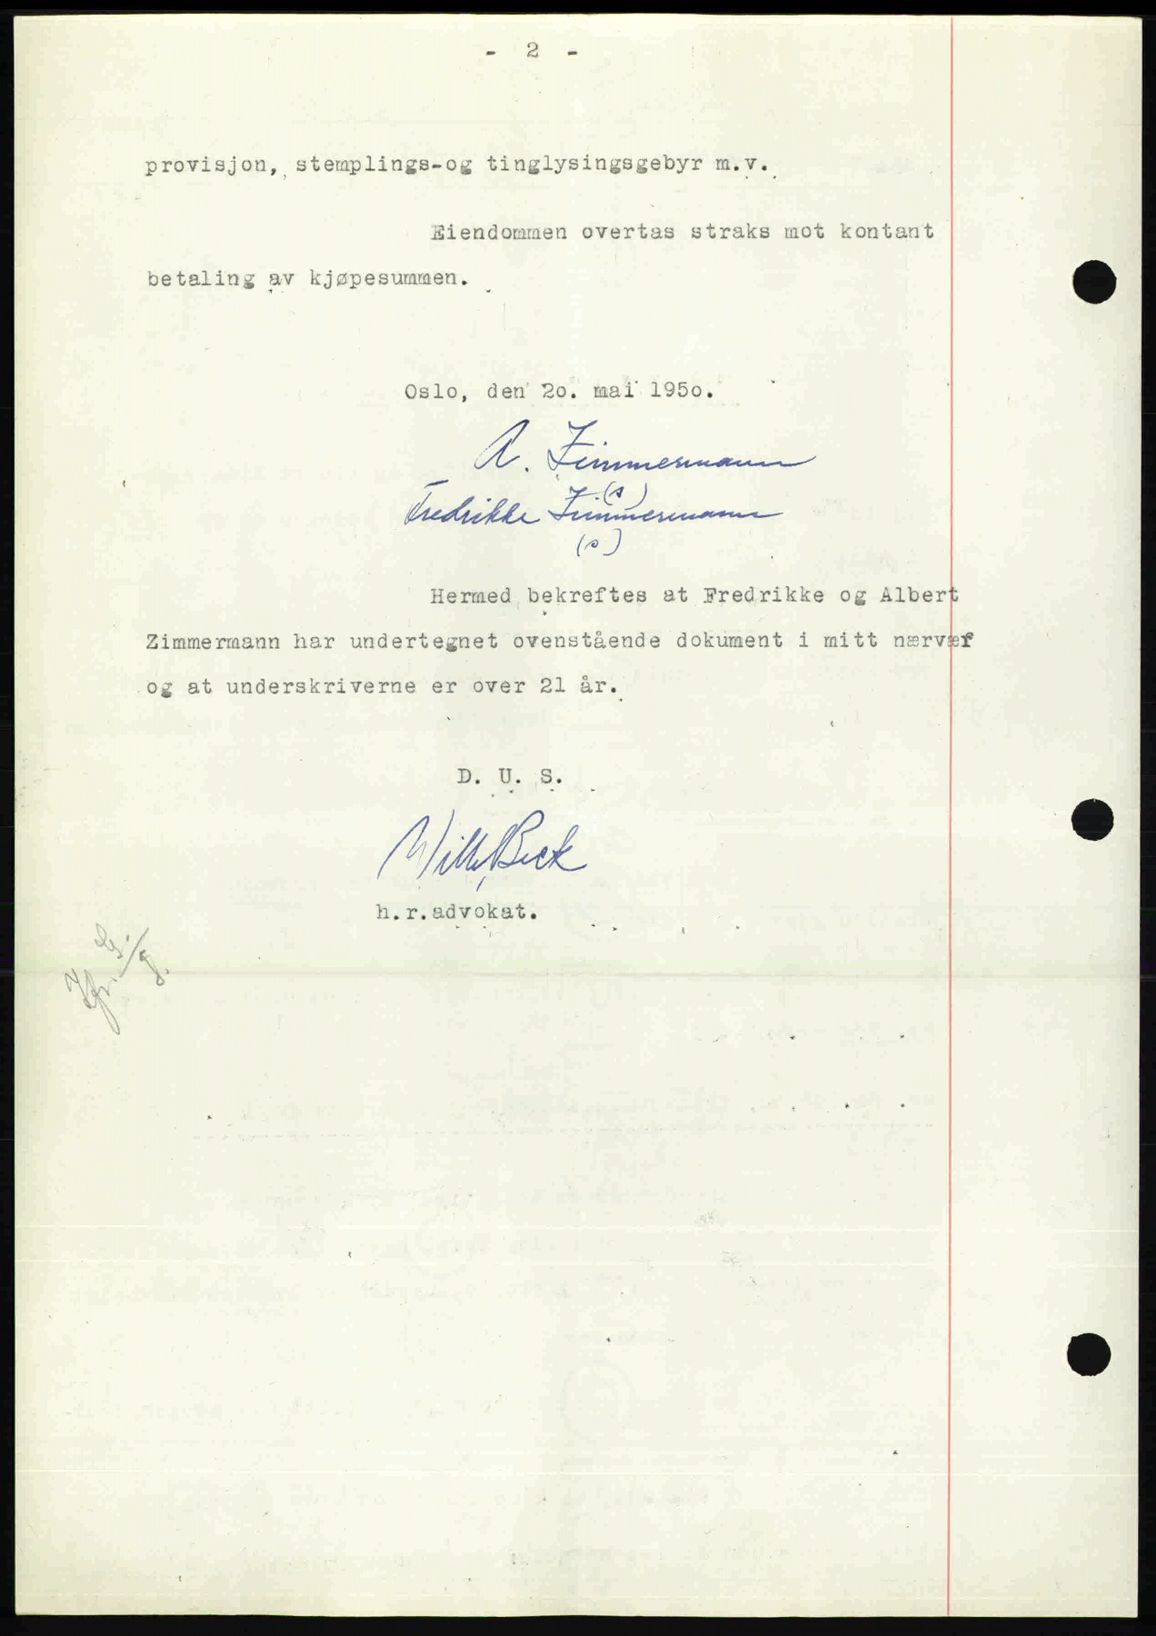 - 2 -
provisjon, stemplings-og tinglysingsgebyr m.v.
Eiendommen overtas straks mot kontant
betaling av kjøpesummen.
Oslo, den 20. mai 1950.
A. Zimmermann
(s)
Fredrikke Zimmermann
(s)
Hermed bekreftes at Fredrikke og Albert
Zimmermann har undertegnet ovenstående dokument i mitt nærvær
og at underskriverne er over 21 år.
D. U. S.
Willy Beck
h.r.advokat.